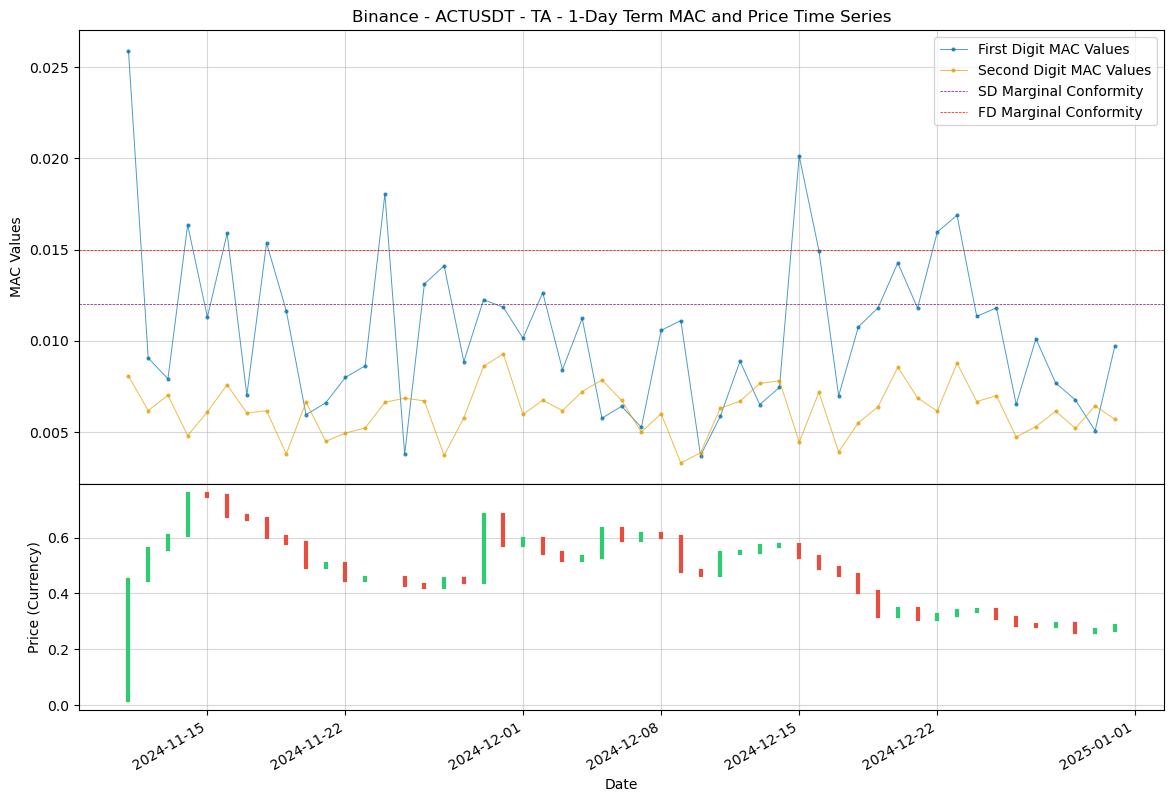 Binance - ACTUSDT - TA - 1-Day Term MAC and Price Time Series
First Digit MAC Values
Second Digit MAC Values
SD Marginal Conformity
FD Marginal Conformity
MAC Values
0.025
0.020
0.015
0.010
0.005
Price (Currency)
0.6
0.4
0.2
0.0
2024-11-15
2024-11-22
2024-12-01
2024-12-08
2024-12-15
2024-12-22
2025-01-01
Date